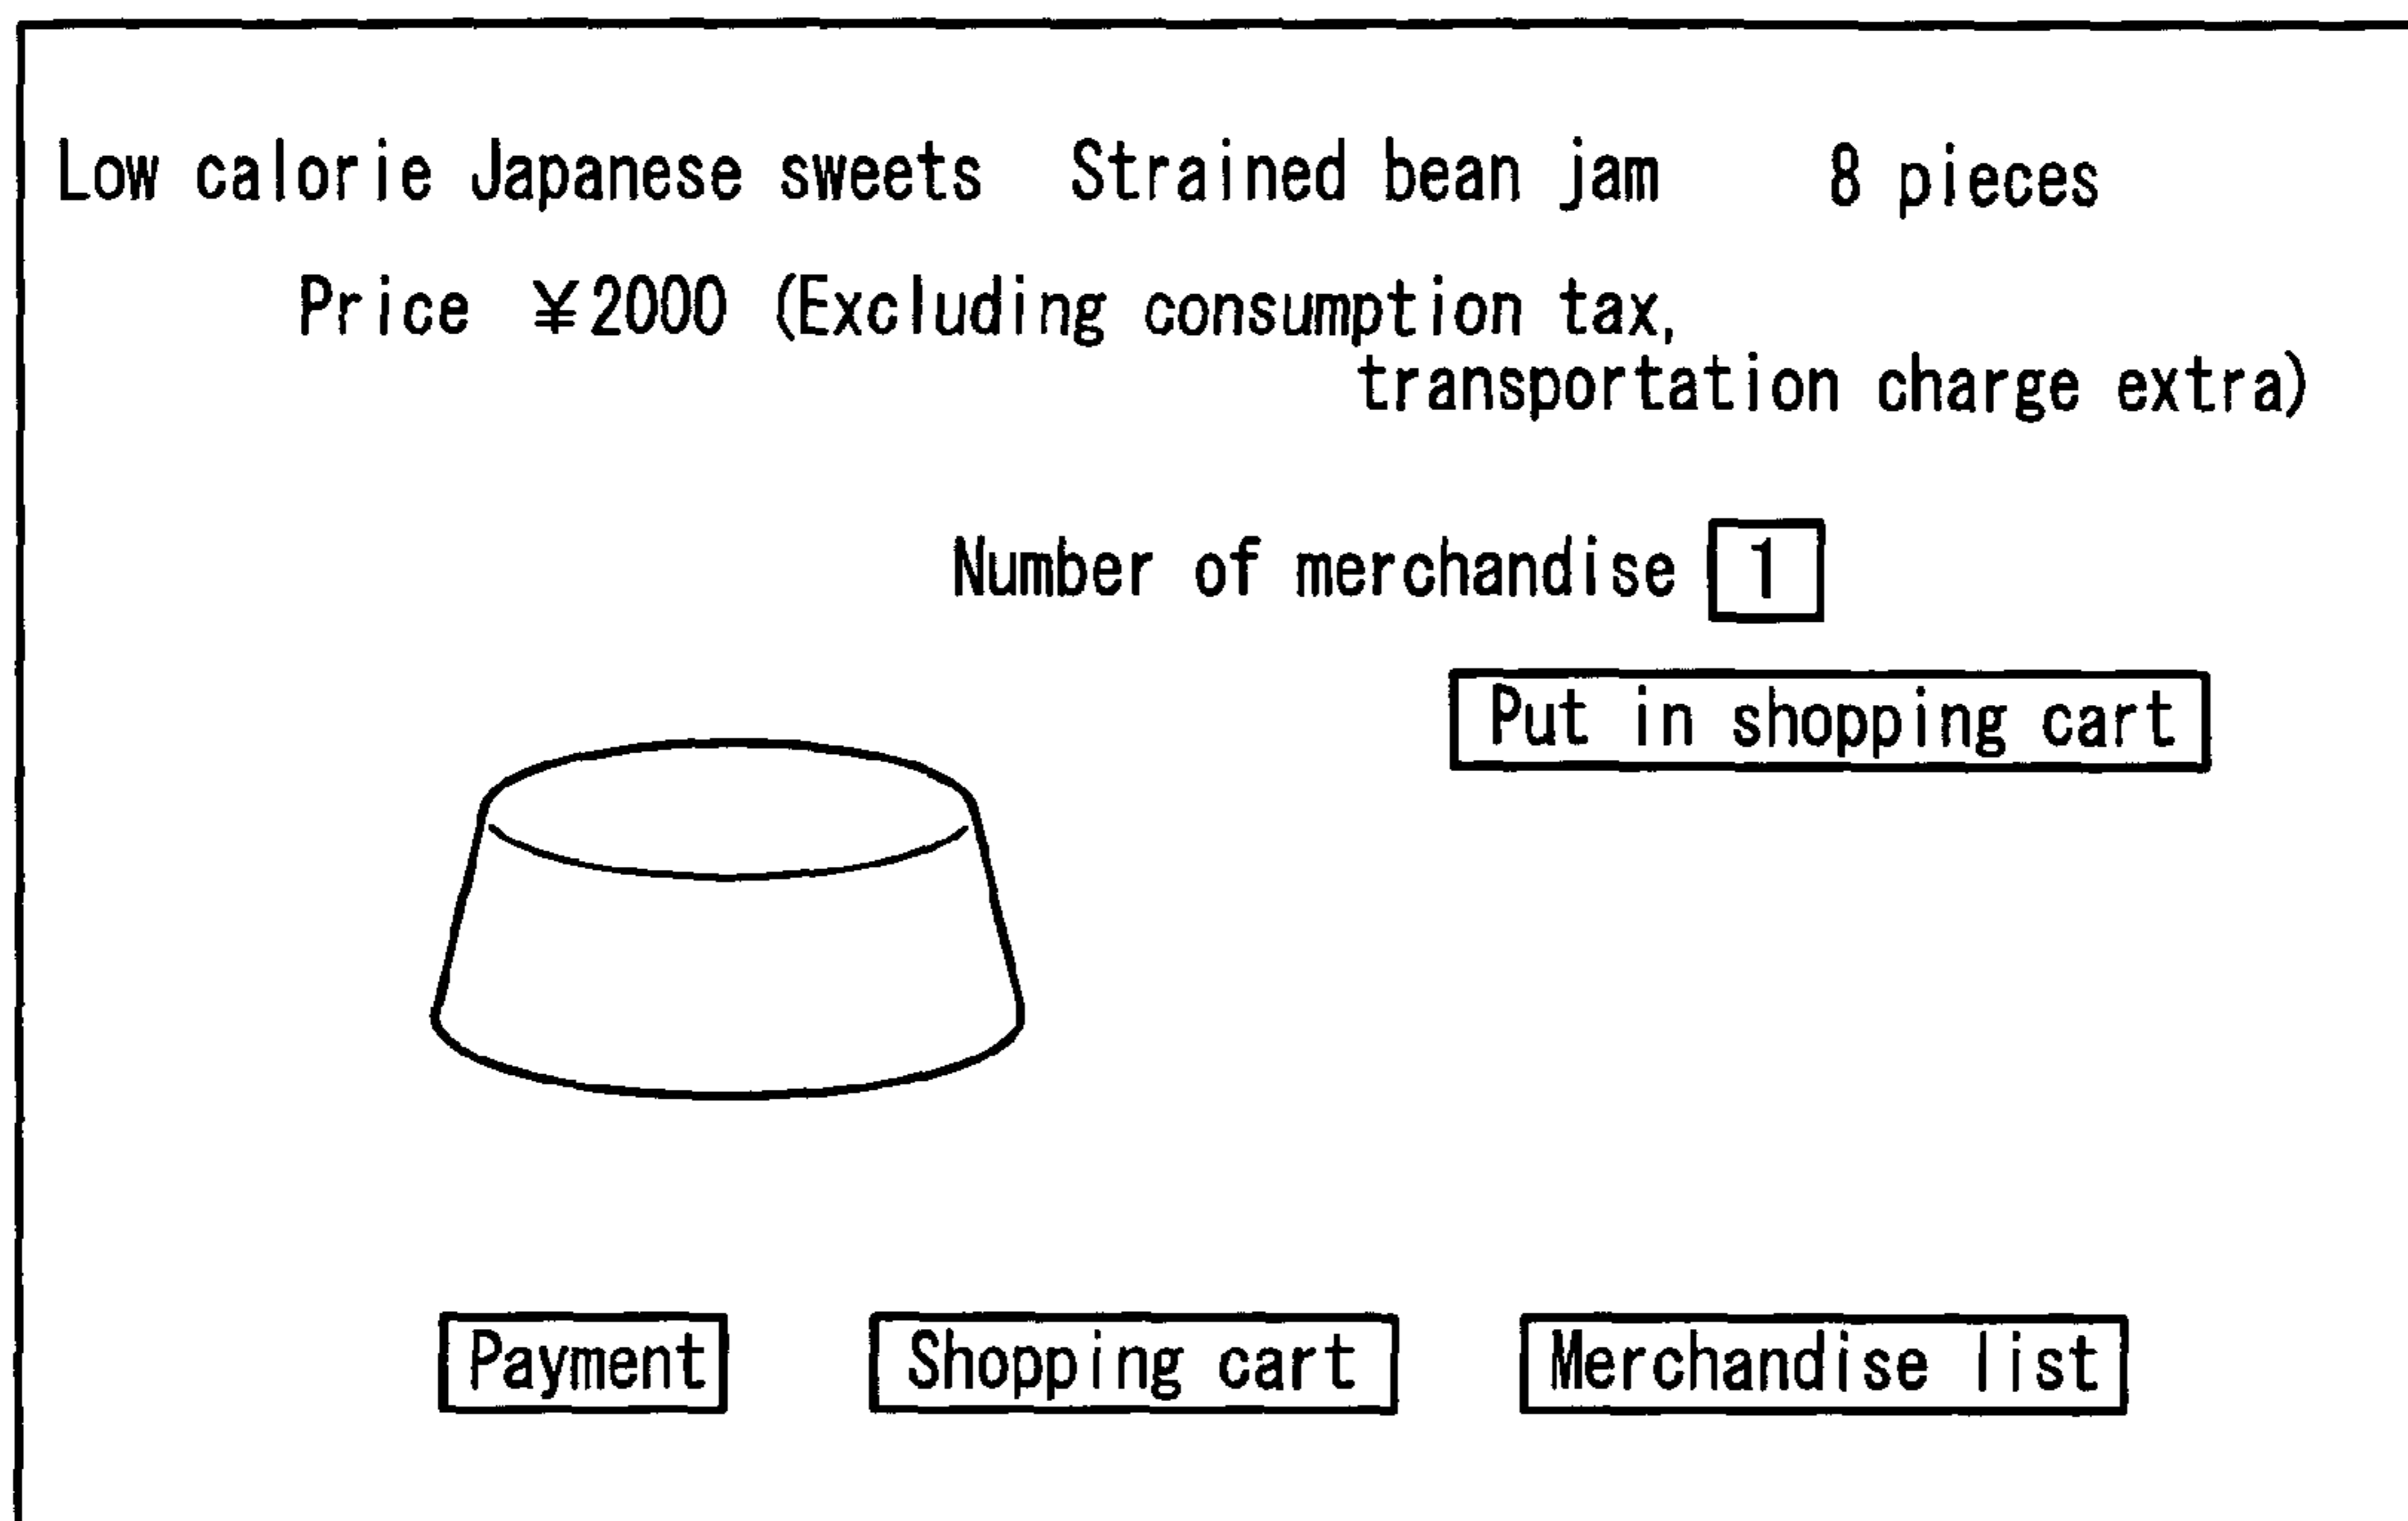 Low calorie Japanese sweets Strained bean jam 8 pieces
Price ¥2000 (Excluding consumption tax,
transportation charge extra)
Number of merchandise 1
Put in shopping cart
Payment Shopping cart Merchandise list